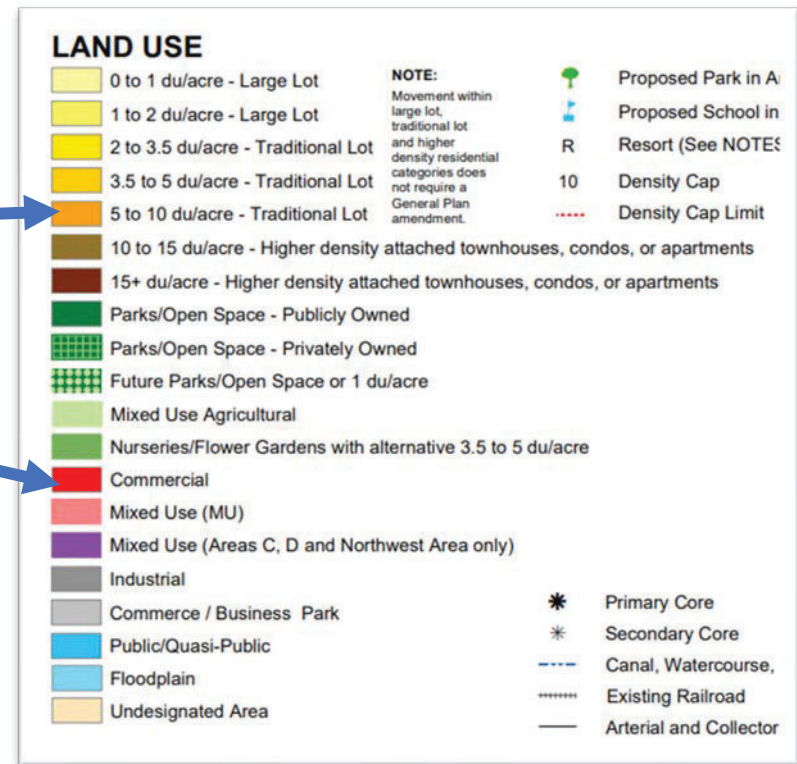 LAND USE
0 to 1 du/acre - Large Lot
1 to 2 du/acre - Large Lot
2 to 3.5 du/acre - Traditional Lot
3.5 to 5 du/acre - Traditional Lot
5 to 10 du/acre - Traditional Lot
10 to 15 du/acre - Higher density attached townhouses, condos, or apartments
15+ du/acre - Higher density attached townhouses, condos, or apartments
Parks/Open Space - Publicly Owned
Parks/Open Space - Privately Owned
Future Parks/Open Space or 1 du/acre
Mixed Use Agricultural
Nurseries/Flower Gardens with alternative 3.5 to 5 du/acre
Commercial
Mixed Use (MU)
Mixed Use (Areas C, D and Northwest Area only)
Industrial
Commerce / Business Park
Public/Quasi-Public
Floodplain
Undesignated Area
NOTE:
Movement within
large lot,
traditional lot
and higher
density residential
categories does
not require a
General Plan
amendment.
Proposed Park in
Proposed School in
R Resort (See NOTES
10 Density Cap
Density Cap Limit
Primary Core
Secondary Core
Canal, Watercourse,
Existing Railroad
Arterial and Collector